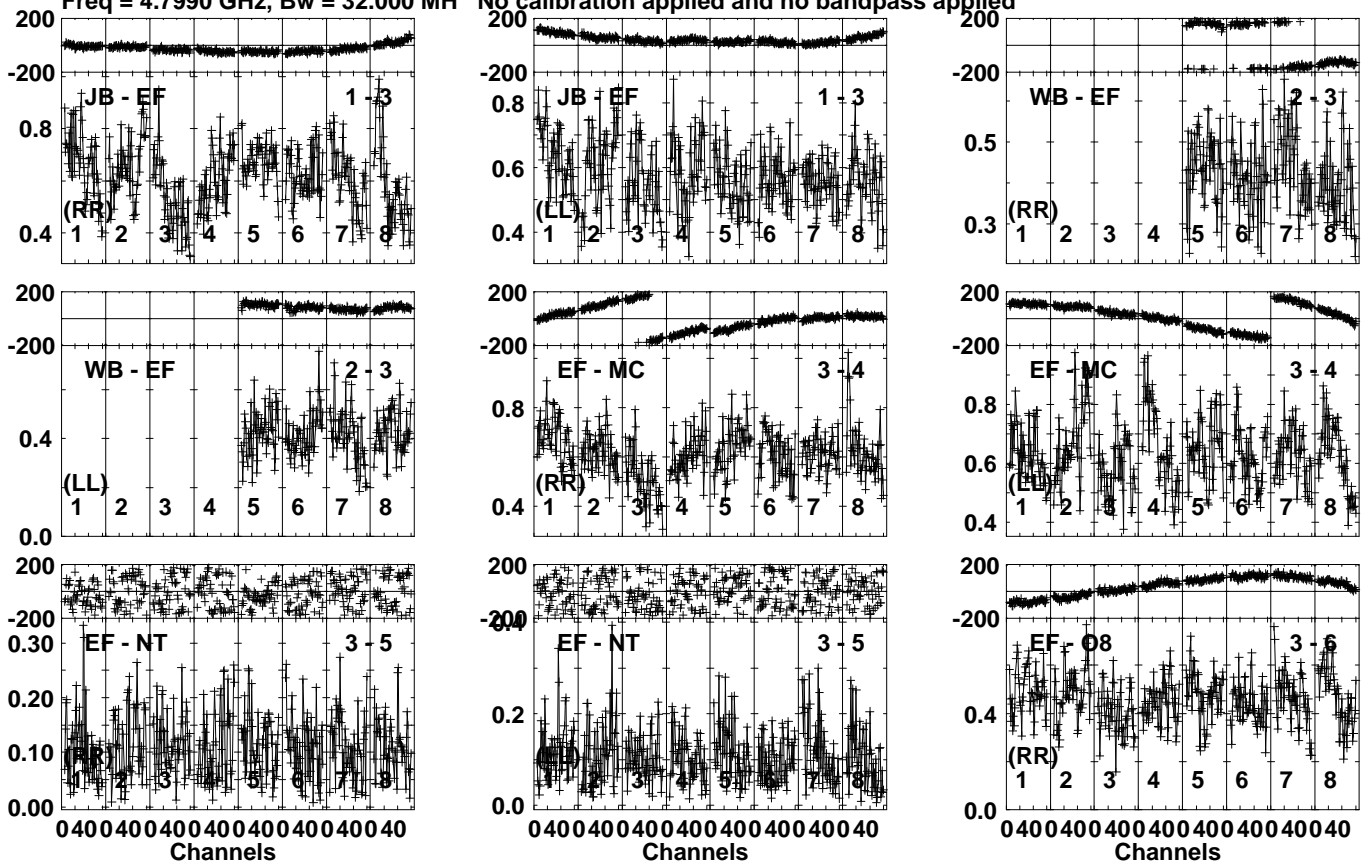 Freq = 4.7990 GHz, Bw = 32.000 MH No calibration applied and no bandpass applied
200
-200
JB - EF 1 - 3
0.8
(RR)
0.4
1 2 3 4 5 6 7 8
200
-200
JB - EF 1 - 3
0.8
0.6
(LL)
0.4
1 2 3 4 5 6 7 8
200
-200
WB - EF 2 - 3
0.5
(RR)
0.3
1 2 3 4 5 6 7 8
200
-200
WB - EF 2 - 3
0.4
(LL)
1 2 3 4 5 6 7 8
0.0
200
-200
EF - MC 3 - 4
0.8
(RR)
0.4
1 2 3 4 5 6 7 8
200
-200
EF - MC 3 - 4
0.8
0.6
(LL)
0.4
1 2 3 4 5 6 7 8
200
-200
0.30
EF - NT 3 - 5
0.20
0.10
(RR)
1 2 3 4 5 6 7 8
0.00
0 40 0 40 0 40 0 40 0 40 0 40 0 40 0 40
Channels
200
-200
0.4
EF - NT 3 - 5
0.2
(LL)
1 2 3 4 5 6 7 8
0.0
0 40 0 40 0 40 0 40 0 40 0 40 0 40 0 40
Channels
200
-200
EF - O8 3 - 6
0.4
(RR)
1 2 3 4 5 6 7 8
0.0
0 40 0 40 0 40 0 40 0 40 0 40 0 40 0 40
Channels